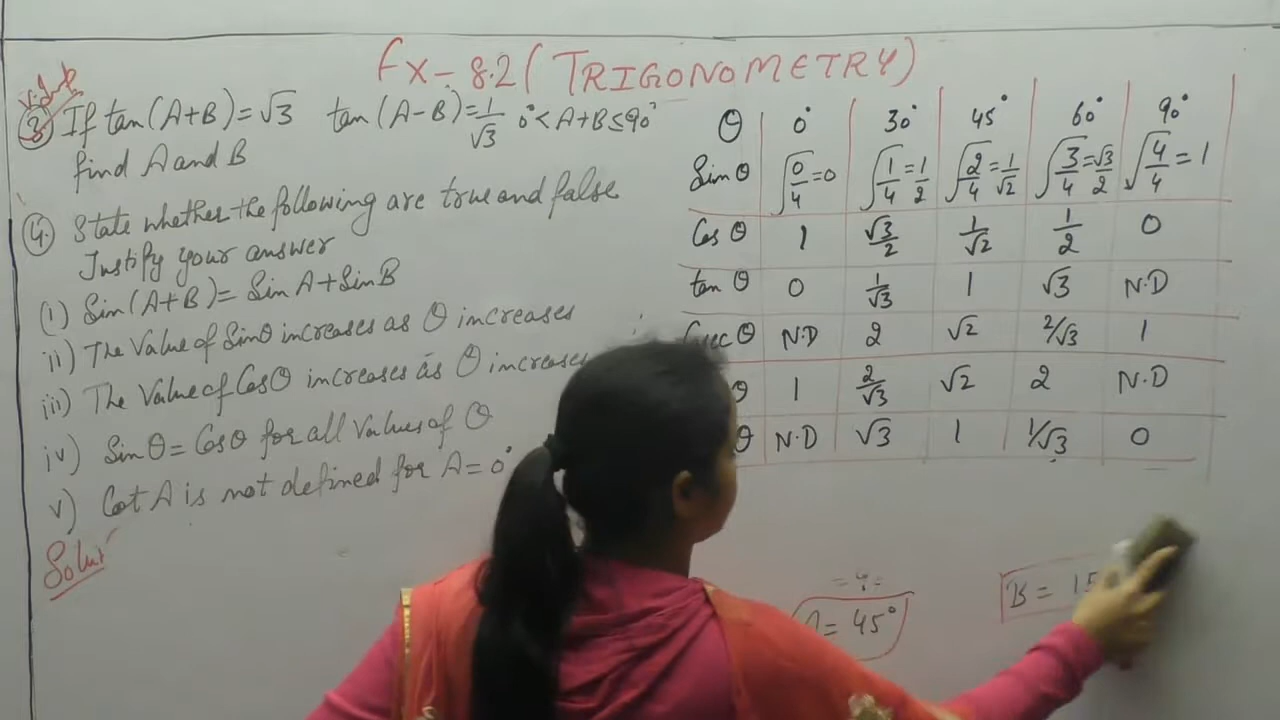 Ex-8.2 (TRIGONOMETRY)
③ If tan(A+B)=√3 tan(A-B)=1/√3 0°<A+B≤90°
find A and B
④ State whether the following are true and false
Justify your answer
(i) Sin(A+B)=SinA+SinB
ii) The Value of Sinθ increases as θ increases
iii) The Value of Cosθ increases as θ increases
iv) Sinθ=Cosθ for all values of θ
v) Cot A is not defined for A=0°
Solu
θ 0° 30° 45° 60° 90°
Sinθ √0/4=0 √1/4=1/2 √2/4=1/√2 √3/4=√3/2 √4/4=1
Cosθ 1 √3/2 1/√2 1/2 0
tanθ 0 1/√3 1 √3 N.D
θ N.D 2 √2 2/√3 1
θ 1 2/√3 √2 2 N.D
θ N.D √3 1 1/√3 0
= 45°
B = 15